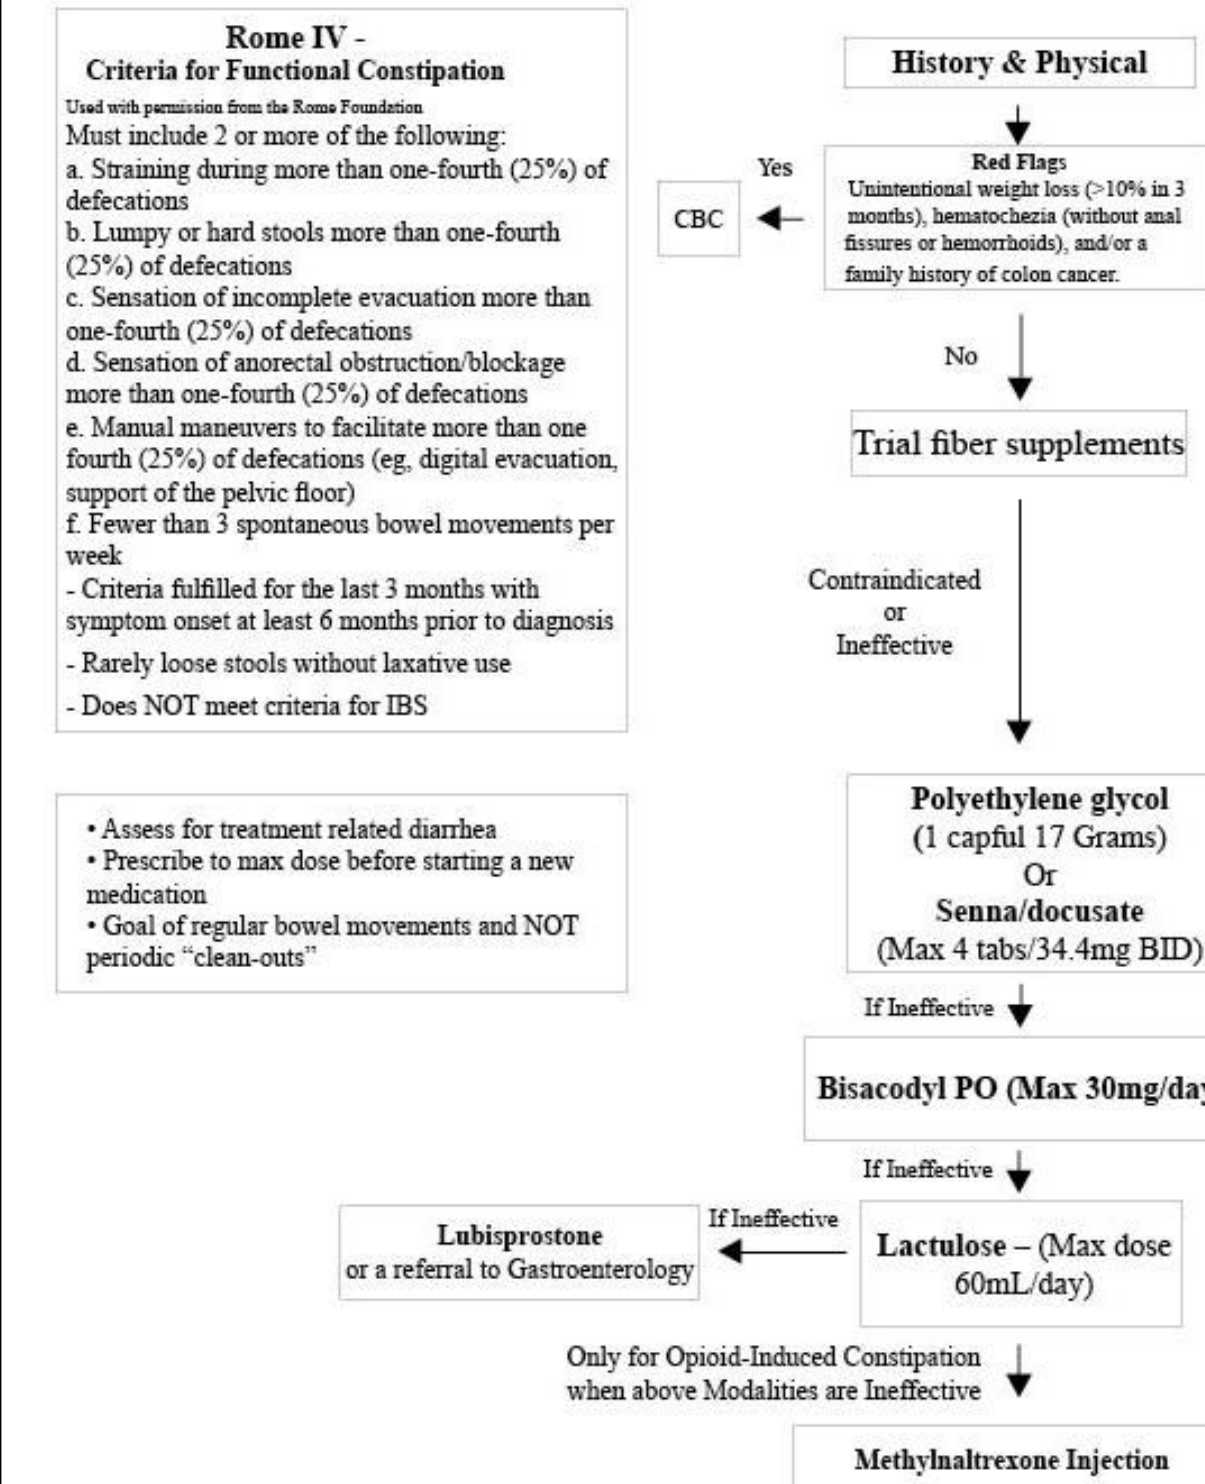 Rome IV -
Criteria for Functional Constipation
Used with permission from the Rome Foundation
Must include 2 or more of the following:
a. Straining during more than one-fourth (25%) of
defecations
b. Lumpy or hard stools more than one-fourth
(25%) of defecations
c. Sensation of incomplete evacuation more than
one-fourth (25%) of defecations
d. Sensation of anorectal obstruction/blockage
more than one-fourth (25%) of defecations
e. Manual maneuvers to facilitate more than one
fourth (25%) of defecations (eg, digital evacuation,
support of the pelvic floor)
f. Fewer than 3 spontaneous bowel movements per
week
- Criteria fulfilled for the last 3 months with
symptom onset at least 6 months prior to diagnosis
- Rarely loose stools without laxative use
- Does NOT meet criteria for IBS
• Assess for treatment related diarrhea
• Prescribe to max dose before starting a new
medication
• Goal of regular bowel movements and NOT
periodic “clean-outs”
History & Physical
Red Flags
Unintentional weight loss (>10% in 3
months), hematochezia (without anal
fissures or hemorrhoids), and/or a
family history of colon cancer.
Yes
CBC
No
Trial fiber supplements
Contraindicated
or
Ineffective
Polyethylene glycol
(1 capful 17 Grams)
Or
Senna/docusate
(Max 4 tabs/34.4mg BID)
If Ineffective
Bisacodyl PO (Max 30mg/day
If Ineffective
Lactulose – (Max dose
60mL/day)
If Ineffective
Lubisprostone
or a referral to Gastroenterology
Only for Opioid-Induced Constipation
when above Modalities are Ineffective
Methylnaltrexone Injection